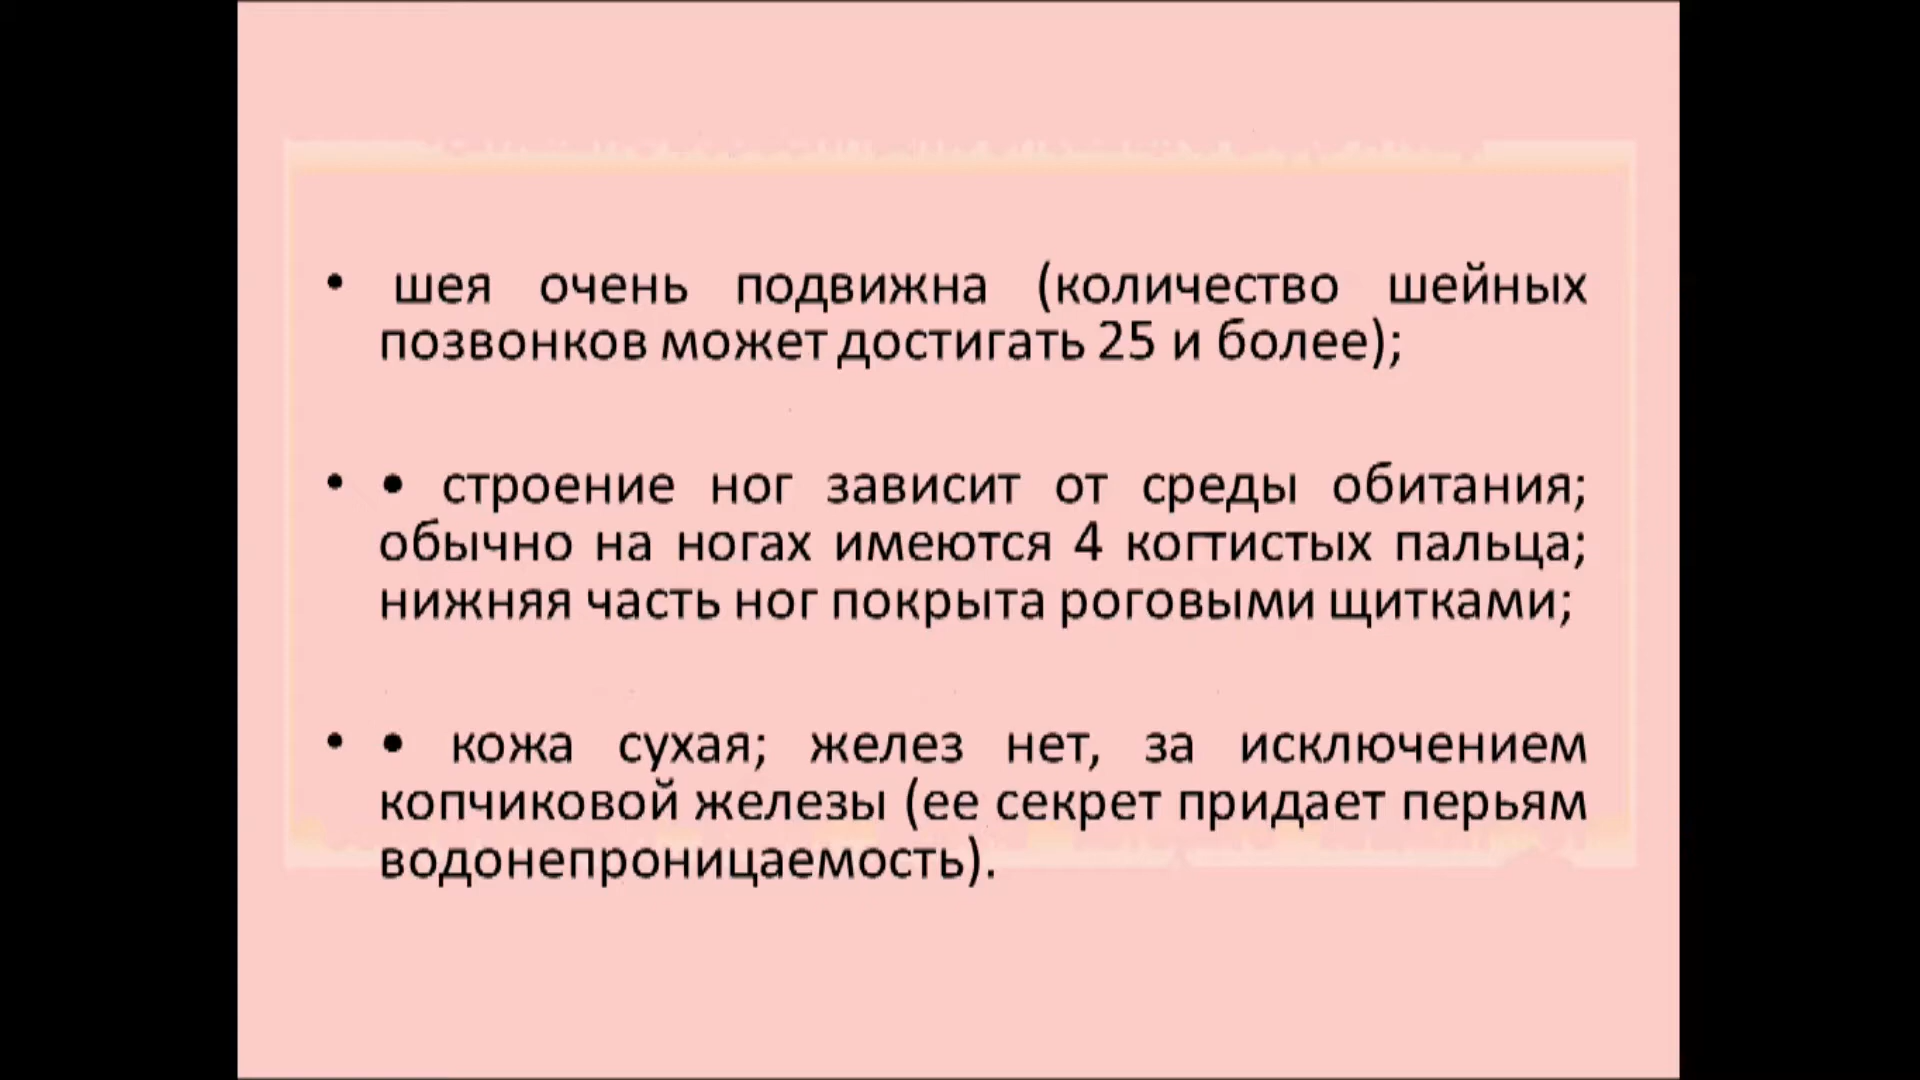 • шея очень подвижна (количество шейных
позвонков может достигать 25 и более);
• • строение ног зависит от среды обитания;
обычно на ногах имеются 4 когтистых пальца;
нижняя часть ног покрыта роговыми щитками;
• • кожа сухая; желез нет, за исключением
копчиковой железы (ее секрет придает перьям
водонепроницаемость).